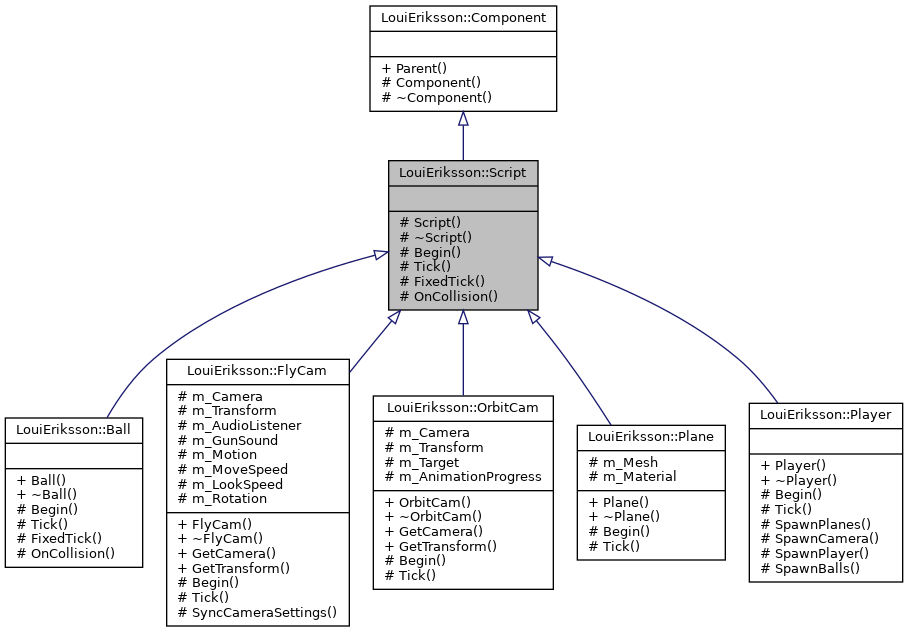 LouiEriksson::Component
+ Parent()
# Component()
# ~Component()
LouiEriksson::Script
# Script()
# ~Script()
# Begin()
# Tick()
# FixedTick()
# OnCollision()
LouiEriksson::Ball
+ Ball()
+ ~Ball()
# Begin()
# Tick()
# FixedTick()
# OnCollision()
LouiEriksson::FlyCam
# m_Camera
# m_Transform
# m_AudioListener
# m_GunSound
# m_Motion
# m_MoveSpeed
# m_LookSpeed
# m_Rotation
+ FlyCam()
+ ~FlyCam()
+ GetCamera()
+ GetTransform()
# Begin()
# Tick()
# SyncCameraSettings()
LouiEriksson::OrbitCam
# m_Camera
# m_Transform
# m_Target
# m_AnimationProgress
+ OrbitCam()
+ ~OrbitCam()
+ GetCamera()
+ GetTransform()
# Begin()
# Tick()
LouiEriksson::Plane
# m_Mesh
# m_Material
+ Plane()
+ ~Plane()
# Begin()
# Tick()
LouiEriksson::Player
+ Player()
+ ~Player()
# Begin()
# Tick()
# SpawnPlanes()
# SpawnCamera()
# SpawnPlayer()
# SpawnBalls()